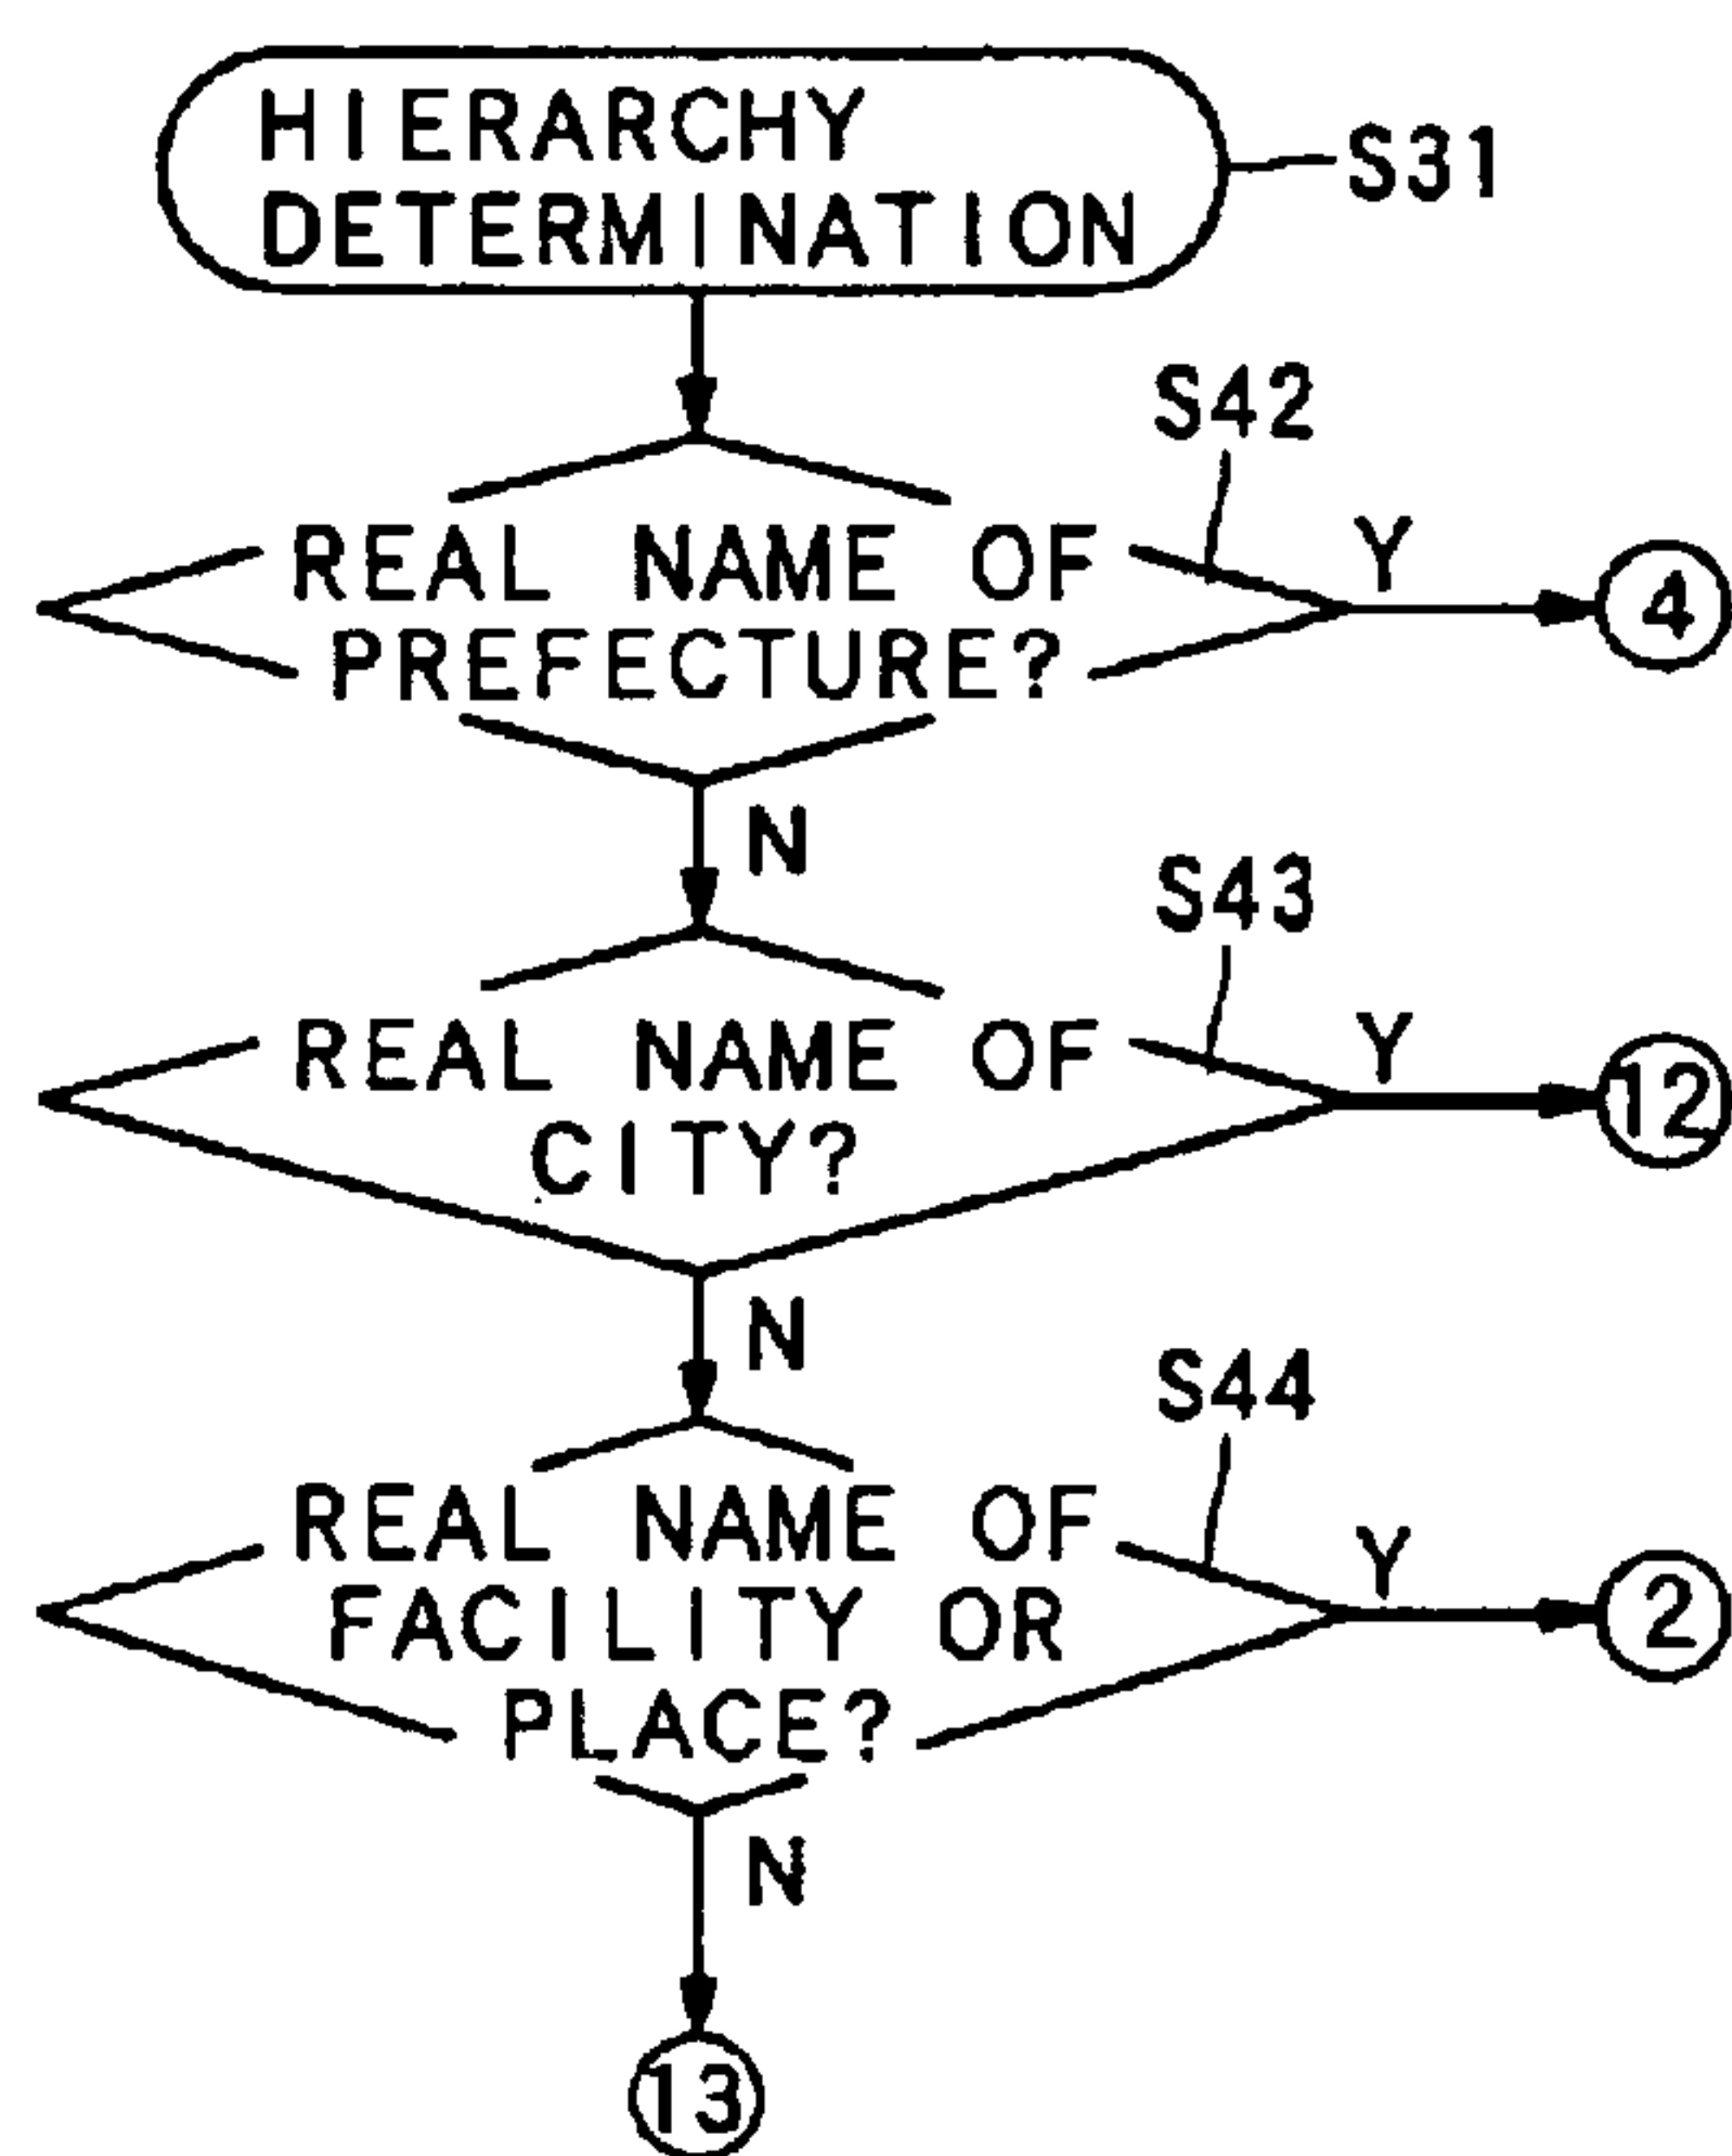 HIERARCHY
DETERMINATION
S31
S42
REAL NAME OF
PREFECTURE?
Y
4
N
S43
REAL NAME OF
CITY?
Y
12
N
S44
REAL NAME OF
FACILITY OR
PLACE?
Y
2
N
13